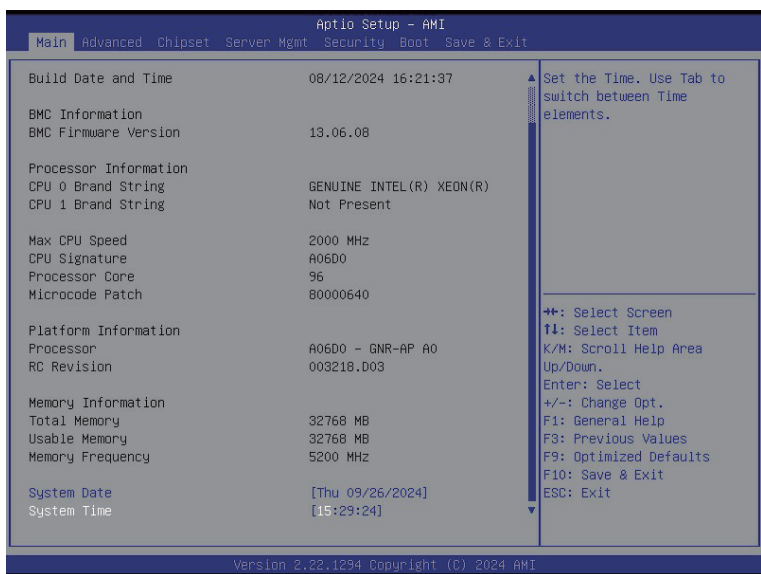 Aptio Setup - AMI
Main Advanced Chipset Server Mgmt Security Boot Save & Exit
Build Date and Time 08/12/2024 16:21:37
BMC Information
BMC Firmware Version 13.06.08
Processor Information
CPU 0 Brand String GENUINE INTEL(R) XEON(R)
CPU 1 Brand String Not Present
Max CPU Speed 2000 MHz
CPU Signature A06D0
Processor Core 96
Microcode Patch 80000640
Platform Information
Processor A06D0 - GNR-AP A0
RC Revision 003218.D03
Memory Information
Total Memory 32768 MB
Usable Memory 32768 MB
Memory Frequency 5200 MHz
System Date [Thu 09/26/2024]
System Time [15:29:24]
Set the Time. Use Tab to
switch between Time
elements.
→←: Select Screen
↑↓: Select Item
K/M: Scroll Help Area
Up/Down.
Enter: Select
+/-: Change Opt.
F1: General Help
F3: Previous Values
F9: Optimized Defaults
F10: Save & Exit
ESC: Exit
Version 2.22.1294 Copyright (C) 2024 AMI